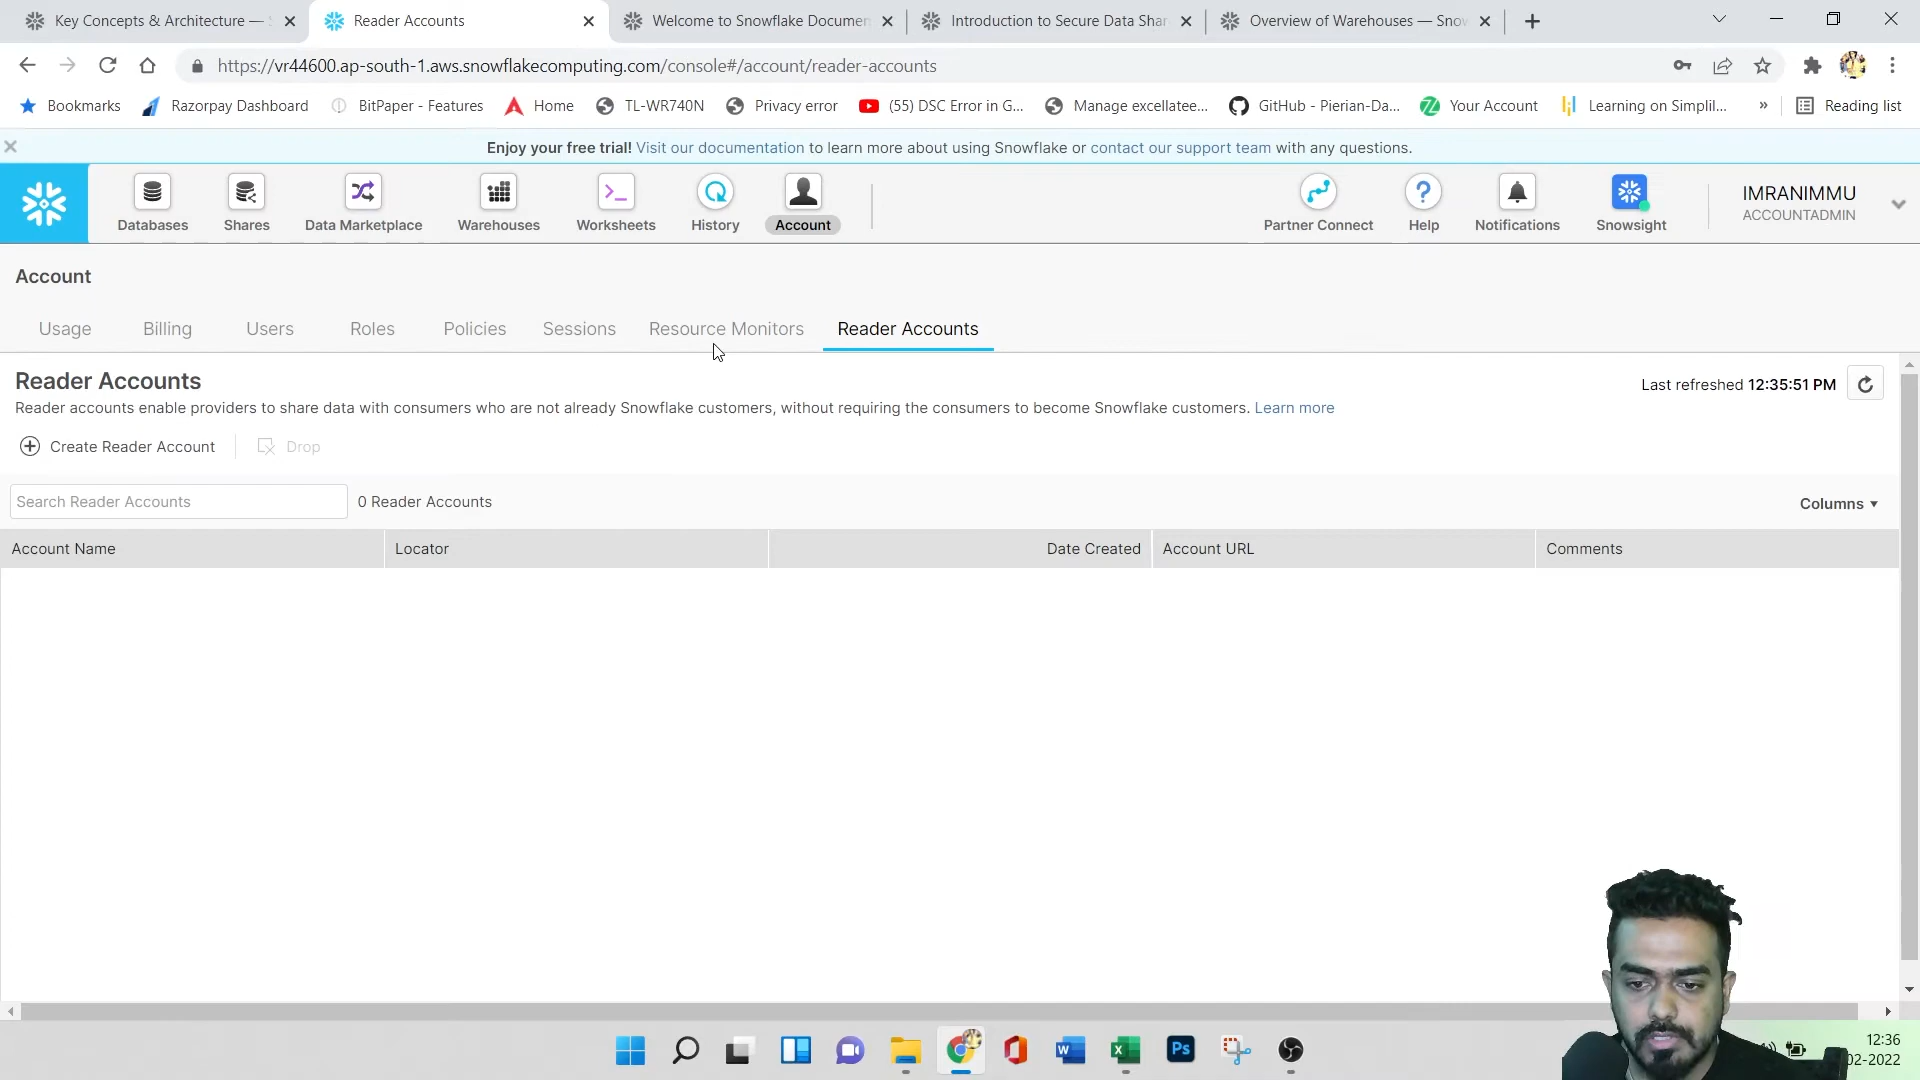 Key Concepts & Architecture —
Reader Accounts
Welcome to Snowflake Documen
Introduction to Secure Data Shar
Overview of Warehouses — Snow
https://vr44600.ap-south-1.aws.snowflakecomputing.com/console#/account/reader-accounts
Bookmarks
Razorpay Dashboard
BitPaper - Features
Home
TL-WR740N
Privacy error
(55) DSC Error in G...
Manage excellatee...
GitHub - Pierian-Da...
Your Account
Learning on Simplil...
»
Reading list
Enjoy your free trial! Visit our documentation to learn more about using Snowflake or contact our support team with any questions.
Databases
Shares
Data Marketplace
Warehouses
Worksheets
History
Account
Partner Connect
Help
Notifications
Snowsight
IMRANIMMU
ACCOUNTADMIN
Account
Usage
Billing
Users
Roles
Policies
Sessions
Resource Monitors
Reader Accounts
Reader Accounts
Last refreshed 12:35:51 PM
Reader accounts enable providers to share data with consumers who are not already Snowflake customers, without requiring the consumers to become Snowflake customers. Learn more
Create Reader Account
Drop
Search Reader Accounts
0 Reader Accounts
Columns
Account Name
Locator
Date Created
Account URL
Comments
12:36
02-2022